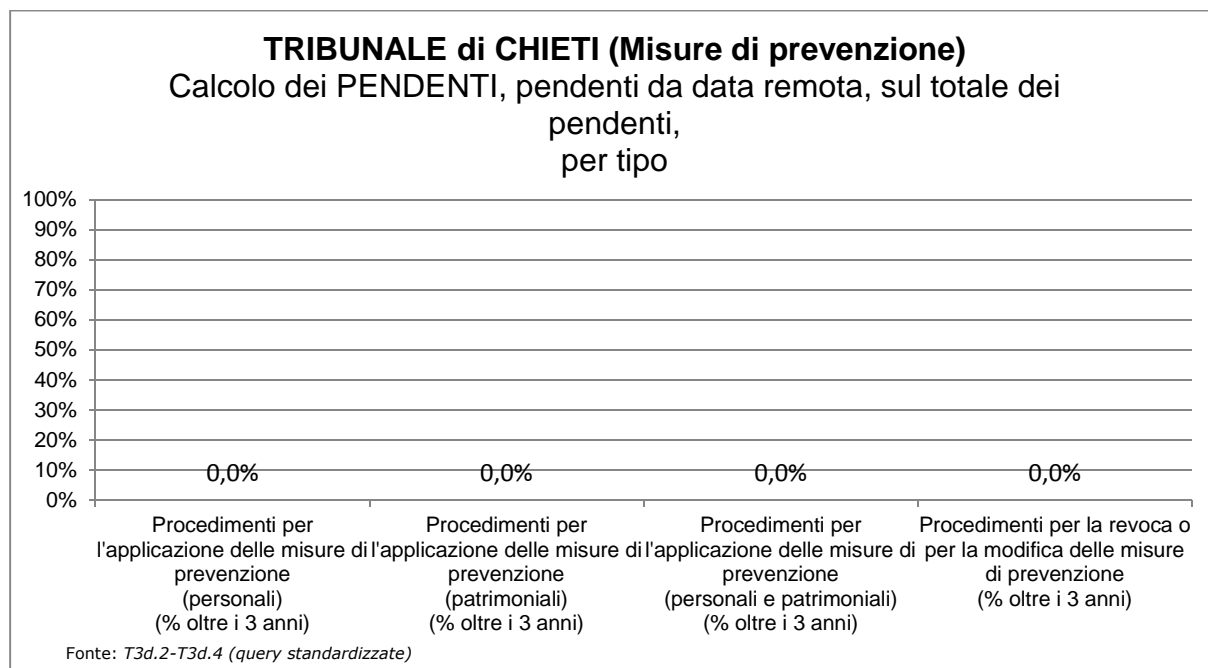 TRIBUNALE di CHIETI (Misure di prevenzione)
Calcolo dei PENDENTI, pendenti da data remota, sul totale dei
pendenti,
per tipo
100%
90%
80%
70%
60%
50%
40%
30%
20%
10%
0%
0,0%
0,0%
0,0%
0,0%
Procedimenti per
l'applicazione delle misure di
prevenzione
(personali)
(% oltre i 3 anni)
Procedimenti per
l'applicazione delle misure di
prevenzione
(patrimoniali)
(% oltre i 3 anni)
Procedimenti per
l'applicazione delle misure di
prevenzione
(personali e patrimoniali)
(% oltre i 3 anni)
Procedimenti per la revoca o
per la modifica delle misure
di prevenzione
(% oltre i 3 anni)
Fonte: T3d.2-T3d.4 (query standardizzate)